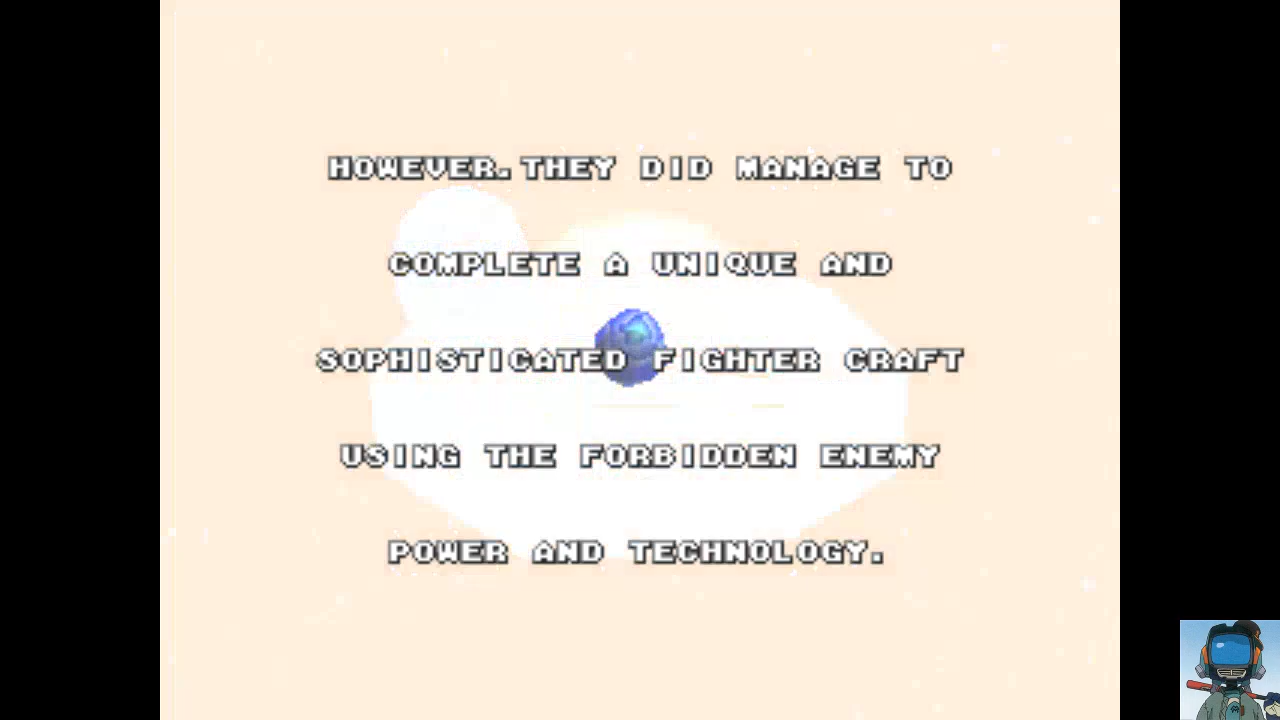 HOWEVER.THEY DID MANAGE TO
COMPLETE A UNIQUE AND
SOPHISTICATED FIGHTER CRAFT
USING THE FORBIDDEN ENEMY
POWER AND TECHNOLOGY.